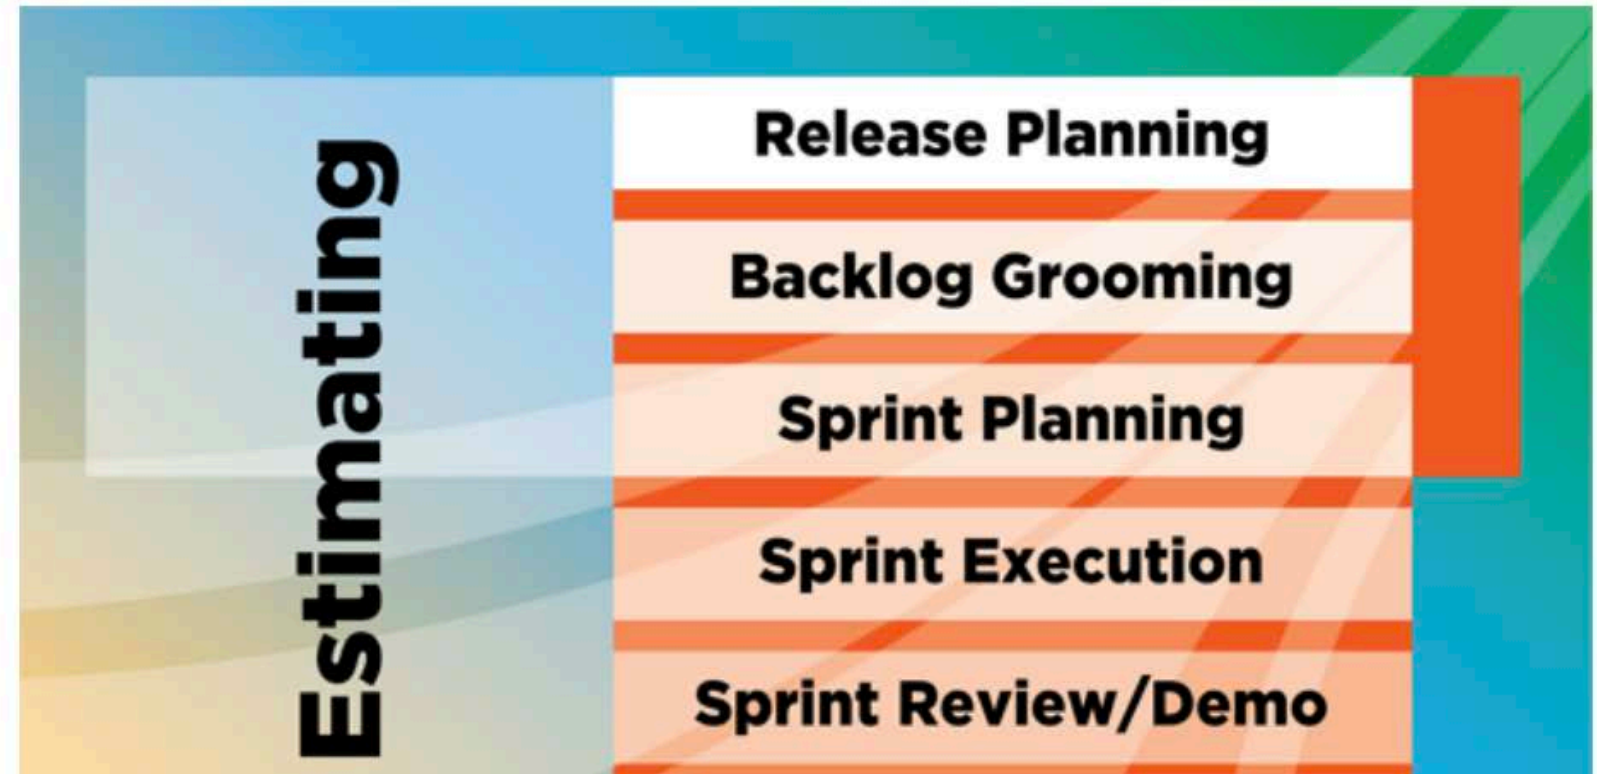 Estimating
Release Planning
Backlog Grooming
Sprint Planning
Sprint Execution
Sprint Review/Demo